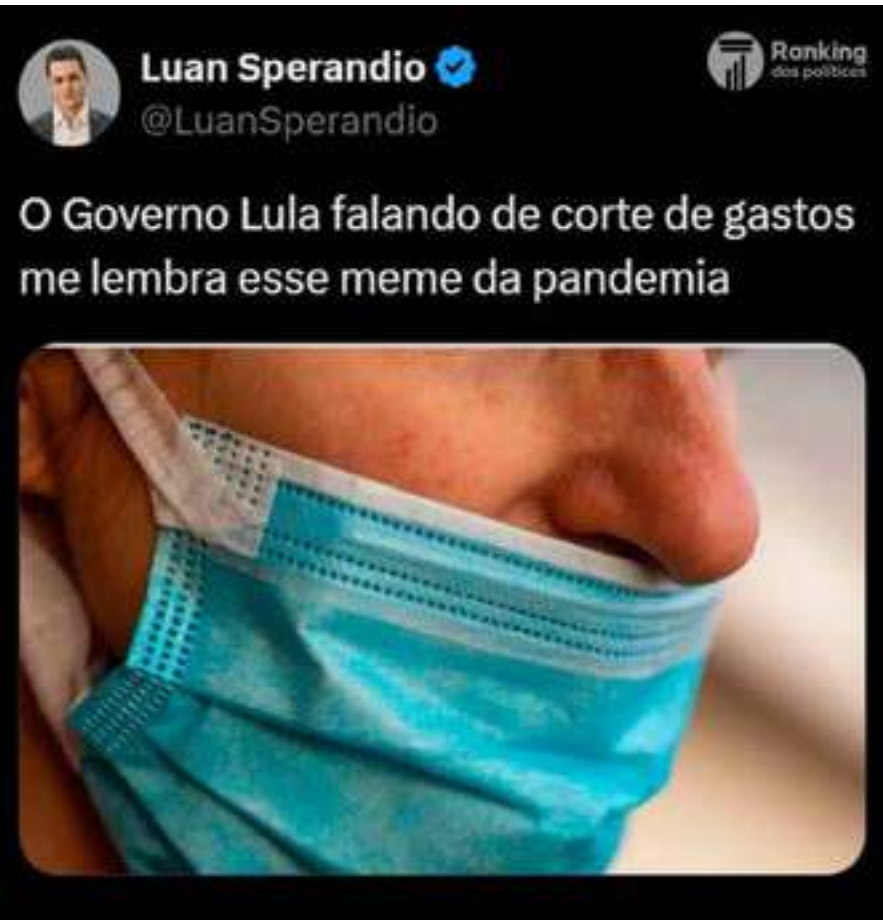 Luan Sperandio
@LuanSperandio
Ranking
dos políticos
O Governo Lula falando de corte de gastos
me lembra esse meme da pandemia